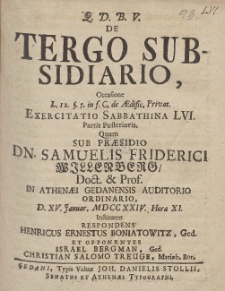 Q. D. B. V.
DE
TERGO SUB-
SIDIARIO,
Occasione
L. 12. §. 5. in f. C. de Ædific. Privat.
EXERCITATIO SABBATHINA LVI.
Partis Posterioris,
Quam
SUB PRÆSIDIO
DN. SAMUELIS FRIDERICI
WILLENBERG/
Doct. & Prof.
IN ATHENÆI GEDANENSIS AUDITORIO
ORDINARIO,
D. XV. Januar. MDCCXXIV. Hora XI.
Instituent
RESPONDENS
HENRICUS ERNESTUS BONIATOWITZ, Ged.
ET OPPONENTES
ISRAEL BERGMAN, Ged.
CHRISTIAN SALOMO TREUGE, Mariæb. Bor.
GEDANI, Typis Viduæ JOH. DANIELIS STOLLII,
SENATUS ET ATHENÆI TYPOGRAPHI.